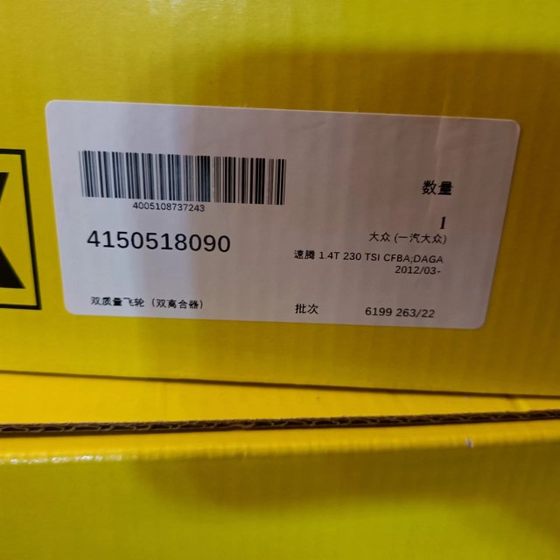 数量
4005108737243
1
4150518090
大众 (一汽大众)
速腾 1.4T 230 TSI CFBA,DAGA
2012/03-
双质量飞轮（双离合器）
批次 6199 263/22